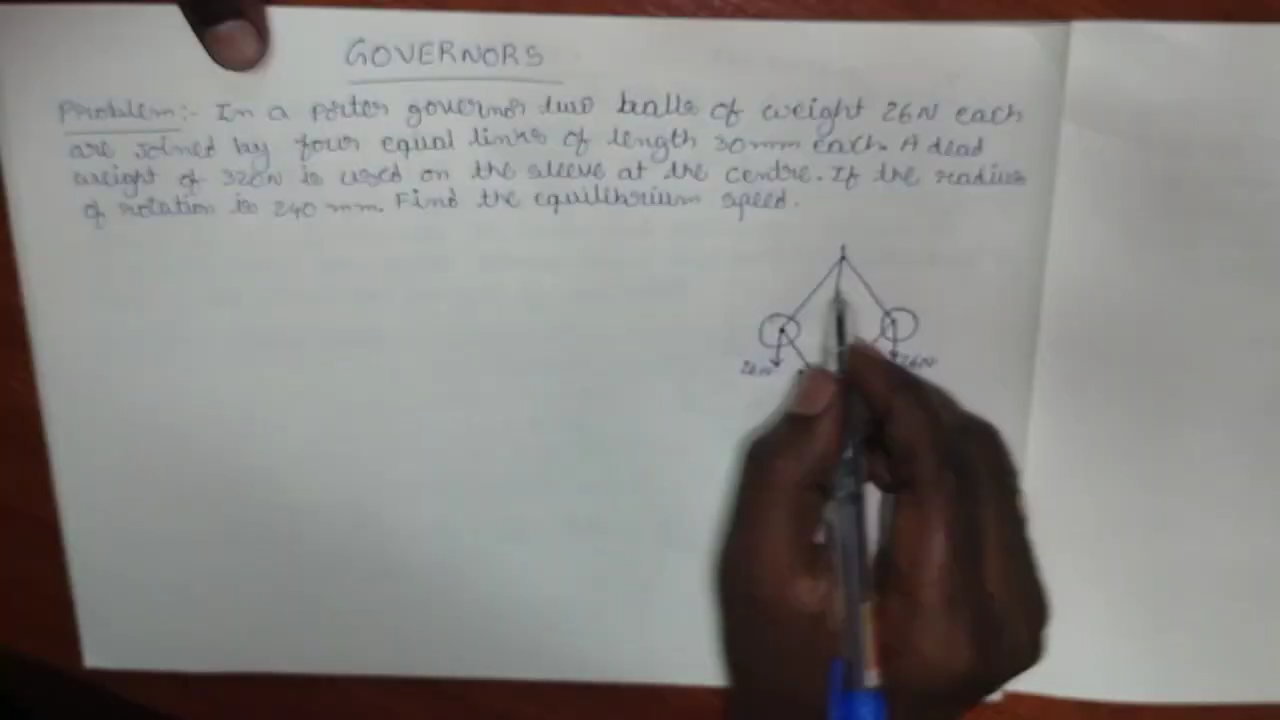 GOVERNORS
Problem:- In a porter governor two balls of weight 26N each
are joined by four equal links of length 30mm each. A dead
weight of 320N is used on the sleeve at the centre. If the radius
of rotation is 240 mm. Find the equilibrium speed.
26N 26N